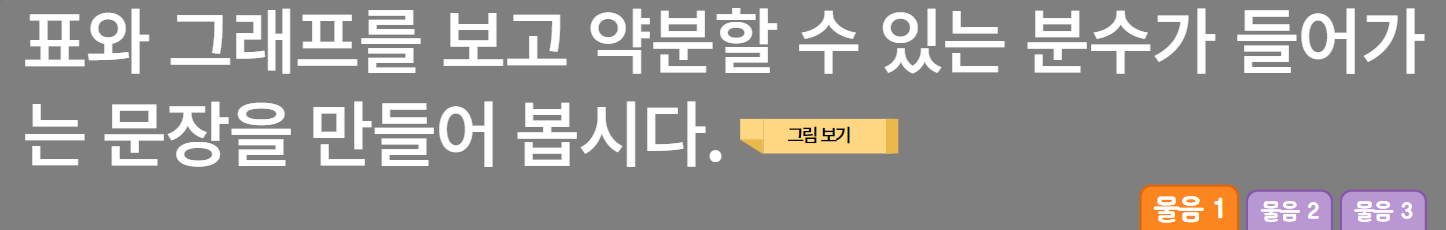 표와 그래프를 보고 약분할 수 있는 분수가 들어가
는 문장을 만들어 봅시다.
그림 보기
물음 1
물음 2
물음 3